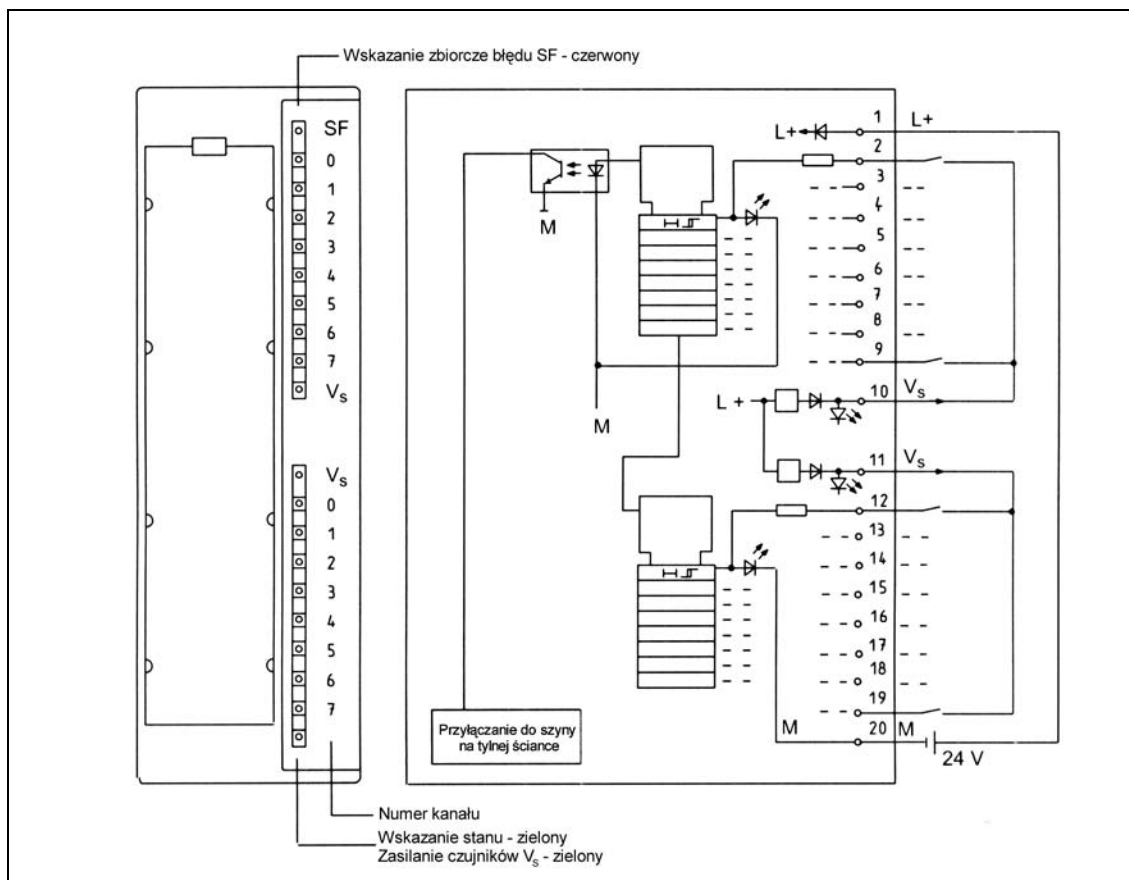 Wskazanie zbiorcze błędu SF - czerwony
SF
0
1
2
3
4
5
6
7
Vs
Vs
0
1
2
3
4
5
6
7
Numer kanału
Wskazanie stanu - zielony
Zasilanie czujników Vs - zielony
M
M
Przyłączanie do szyny
na tylnej ściance
L+
1
L+
2
3
4
5
6
7
8
9
L +
10
Vs
11
Vs
12
13
14
15
16
17
18
19
M
20
M
24 V